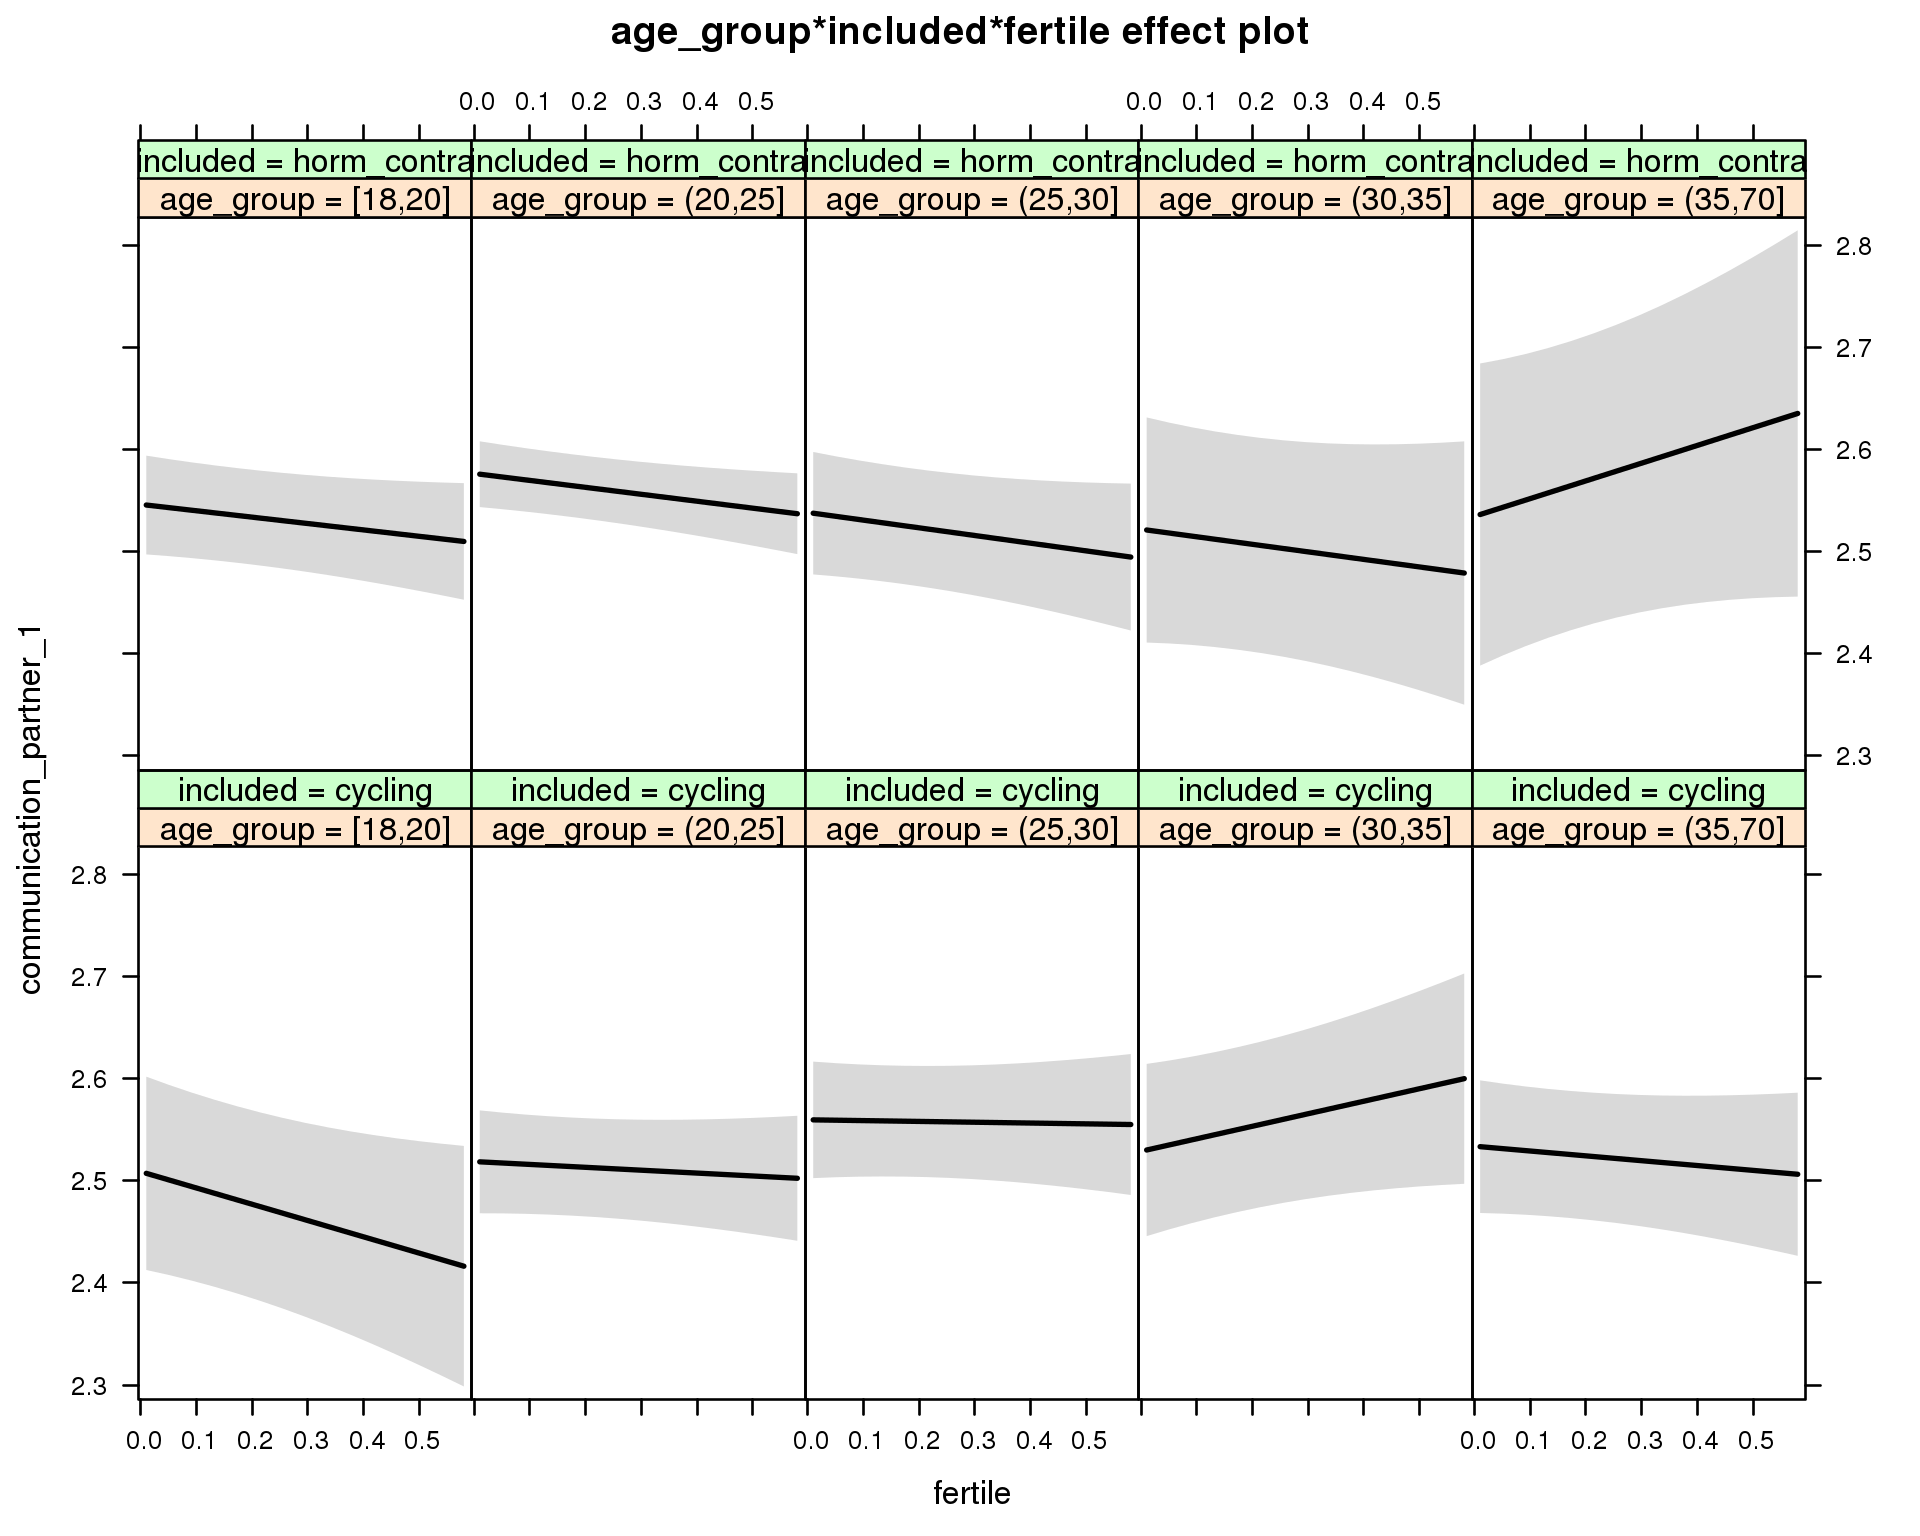 age_group*included*fertile effect plot
0.0 0.1 0.2 0.3 0.4 0.5 0.0 0.1 0.2 0.3 0.4 0.5
included = horm_contra included = horm_contra included = horm_contra included = horm_contra included = horm_contra
age_group = [18,20] age_group = (20,25] age_group = (25,30] age_group = (30,35] age_group = (35,70]
2.8
2.7
2.6
2.5
2.4
2.3
communication_partner_1
included = cycling included = cycling included = cycling included = cycling included = cycling
age_group = [18,20] age_group = (20,25] age_group = (25,30] age_group = (30,35] age_group = (35,70]
2.8
2.7
2.6
2.5
2.4
2.3
0.0 0.1 0.2 0.3 0.4 0.5 0.0 0.1 0.2 0.3 0.4 0.5 0.0 0.1 0.2 0.3 0.4 0.5
fertile